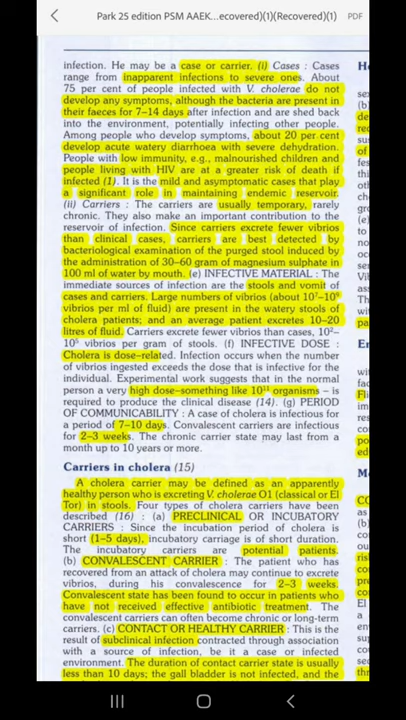 Park 25 edition PSM AAEK...ecovered)(1)(Recovered)(1) PDF
infection. He may be a case or carrier. (i) Cases : Cases
range from inapparent infections to severe ones. About
75 per cent of people infected with V. cholerae do not
develop any symptoms, although the bacteria are present in
their faeces for 7–14 days after infection and are shed back
into the environment, potentially infecting other people.
Among people who develop symptoms, about 20 per cent
develop acute watery diarrhoea with severe dehydration.
People with low immunity, e.g., malnourished children and
people living with HIV are at a greater risk of death if
infected (1). It is the mild and asymptomatic cases that play
a significant role in maintaining endemic reservoir.
(ii) Carriers : The carriers are usually temporary, rarely
chronic. They also make an important contribution to the
reservoir of infection. Since carriers excrete fewer vibrios
than clinical cases, carriers are best detected by
bacteriological examination of the purged stool induced by
the administration of 30–60 gram of magnesium sulphate in
100 ml of water by mouth. (e) INFECTIVE MATERIAL : The
immediate sources of infection are the stools and vomit of
cases and carriers. Large numbers of vibrios (about 10⁷–10⁹
vibrios per ml of fluid) are present in the watery stools of
cholera patients; and an average patient excretes 10–20
litres of fluid. Carriers excrete fewer vibrios than cases, 10²–
10⁵ vibrios per gram of stools. (f) INFECTIVE DOSE :
Cholera is dose–related. Infection occurs when the number
of vibrios ingested exceeds the dose that is infective for the
individual. Experimental work suggests that in the normal
person a very high dose–something like 10¹¹ organisms – is
required to produce the clinical disease (14). (g) PERIOD
OF COMMUNICABILITY : A case of cholera is infectious for
a period of 7–10 days. Convalescent carriers are infectious
for 2–3 weeks. The chronic carrier state may last from a
month up to 10 years or more.
Carriers in cholera (15)
A cholera carrier may be defined as an apparently
healthy person who is excreting V. cholerae O1 (classical or El
Tor) in stools. Four types of cholera carriers have been
described (16) : (a) PRECLINICAL OR INCUBATORY
CARRIERS : Since the incubation period of cholera is
short (1–5 days), incubatory carriage is of short duration.
The incubatory carriers are potential patients.
(b) CONVALESCENT CARRIER : The patient who has
recovered from an attack of cholera may continue to excrete
vibrios, during his convalescence for 2–3 weeks.
Convalescent state has been found to occur in patients who
have not received effective antibiotic treatment. The
convalescent carriers can often become chronic or long-term
carriers. (c) CONTACT OR HEALTHY CARRIER : This is the
result of subclinical infection contracted through association
with a source of infection, be it a case or infected
environment. The duration of contact carrier state is usually
less than 10 days; the gall bladder is not infected, and the